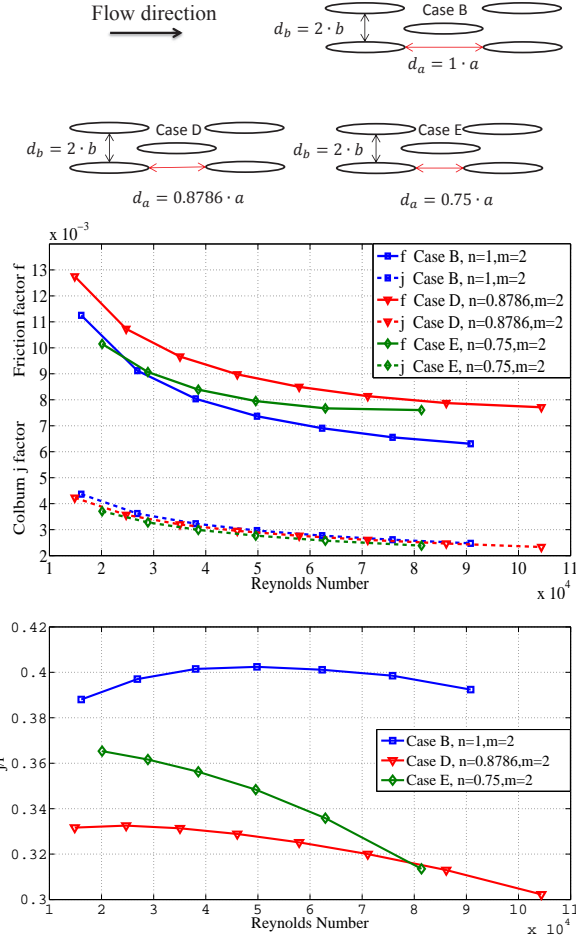 Flow direction
Case B
d_b = 2 · b
d_a = 1 · a
Case D
d_b = 2 · b
d_a = 0.8786 · a
Case E
d_b = 2 · b
d_a = 0.75 · a
x 10⁻³
13
12
11
10
9
8
7
6
5
4
3
2
Friction factor f
Colbum j factor
f Case B, n=1,m=2
j Case B, n=1,m=2
f Case D, n=0.8786,m=2
j Case D, n=0.8786,m=2
f Case E, n=0.75,m=2
j Case E, n=0.75,m=2
1 2 3 4 5 6 7 8 9 10 11
Reynolds Number
x 10⁴
0.42
0.4
0.38
0.36
0.34
0.32
0.3
Case B, n=1,m=2
Case D, n=0.8786,m=2
Case E, n=0.75,m=2
1 2 3 4 5 6 7 8 9 10 11
Reynolds Number
x 10⁴